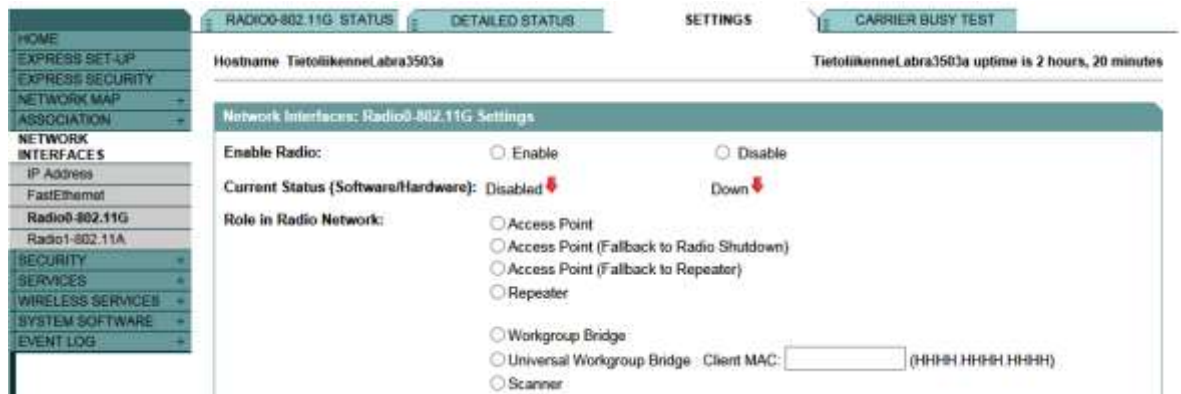 RADIO0-802.11G STATUS
DETAILED STATUS
SETTINGS
CARRIER BUSY TEST
HOME
EXPRESS SET-UP
EXPRESS SECURITY
NETWORK MAP +
ASSOCIATION +
NETWORK
INTERFACES
IP Address
FastEthernet
Radio0-802.11G
Radio1-802.11A
SECURITY +
SERVICES +
WIRELESS SERVICES +
SYSTEM SOFTWARE +
EVENT LOG +
Hostname TietoliikenneLabra3503a
TietoliikenneLabra3503a uptime is 2 hours, 20 minutes
Network Interfaces: Radio0-802.11G Settings
Enable Radio: Enable Disable
Current Status (Software/Hardware): Disabled Down
Role in Radio Network:
Access Point
Access Point (Fallback to Radio Shutdown)
Access Point (Fallback to Repeater)
Repeater
Workgroup Bridge
Universal Workgroup Bridge Client MAC: (HHHH.HHHH.HHHH)
Scanner